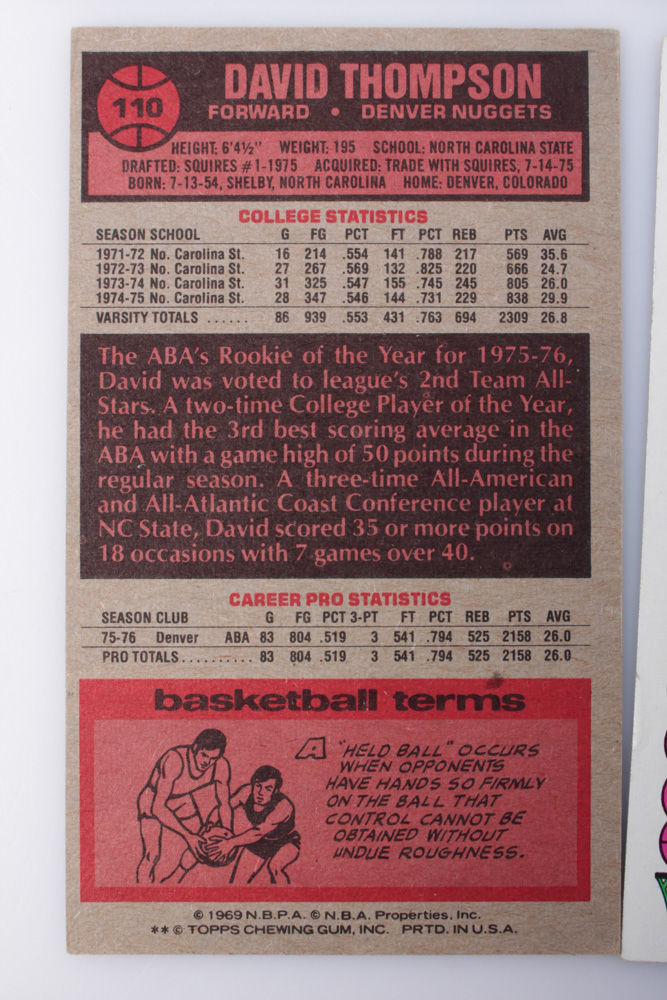 110
DAVID THOMPSON
FORWARD • DENVER NUGGETS
HEIGHT: 6'4½" WEIGHT: 195 SCHOOL: NORTH CAROLINA STATE
DRAFTED: SQUIRES #1-1975 ACQUIRED: TRADE WITH SQUIRES, 7-14-75
BORN: 7-13-54, SHELBY, NORTH CAROLINA HOME: DENVER, COLORADO
COLLEGE STATISTICS
SEASON SCHOOL G FG PCT FT PCT REB PTS AVG
1971-72 No. Carolina St. 16 214 .554 141 .788 217 569 35.6
1972-73 No. Carolina St. 27 267 .569 132 .825 220 666 24.7
1973-74 No. Carolina St. 31 325 .547 155 .745 245 805 26.0
1974-75 No. Carolina St. 28 347 .546 144 .731 229 838 29.9
VARSITY TOTALS ...... 86 939 .553 431 .763 694 2309 26.8
The ABA's Rookie of the Year for 1975-76,
David was voted to league's 2nd Team All-
Stars. A two-time College Player of the Year,
he had the 3rd best scoring average in the
ABA with a game high of 50 points during the
regular season. A three-time All-American
and All-Atlantic Coast Conference player at
NC State, David scored 35 or more points on
18 occasions with 7 games over 40.
CAREER PRO STATISTICS
SEASON CLUB G FG PCT 3-PT FT PCT REB PTS AVG
75-76 Denver ABA 83 804 .519 3 541 .794 525 2158 26.0
PRO TOTALS.......... 83 804 .519 3 541 .794 525 2158 26.0
basketball terms
A "HELD BALL" OCCURS
WHEN OPPONENTS
HAVE HANDS SO FIRMLY
ON THE BALL THAT
CONTROL CANNOT BE
OBTAINED WITHOUT
UNDUE ROUGHNESS.
© 1969 N.B.P.A. © N.B.A. Properties, Inc.
** © TOPPS CHEWING GUM, INC. PRTD. IN U.S.A.